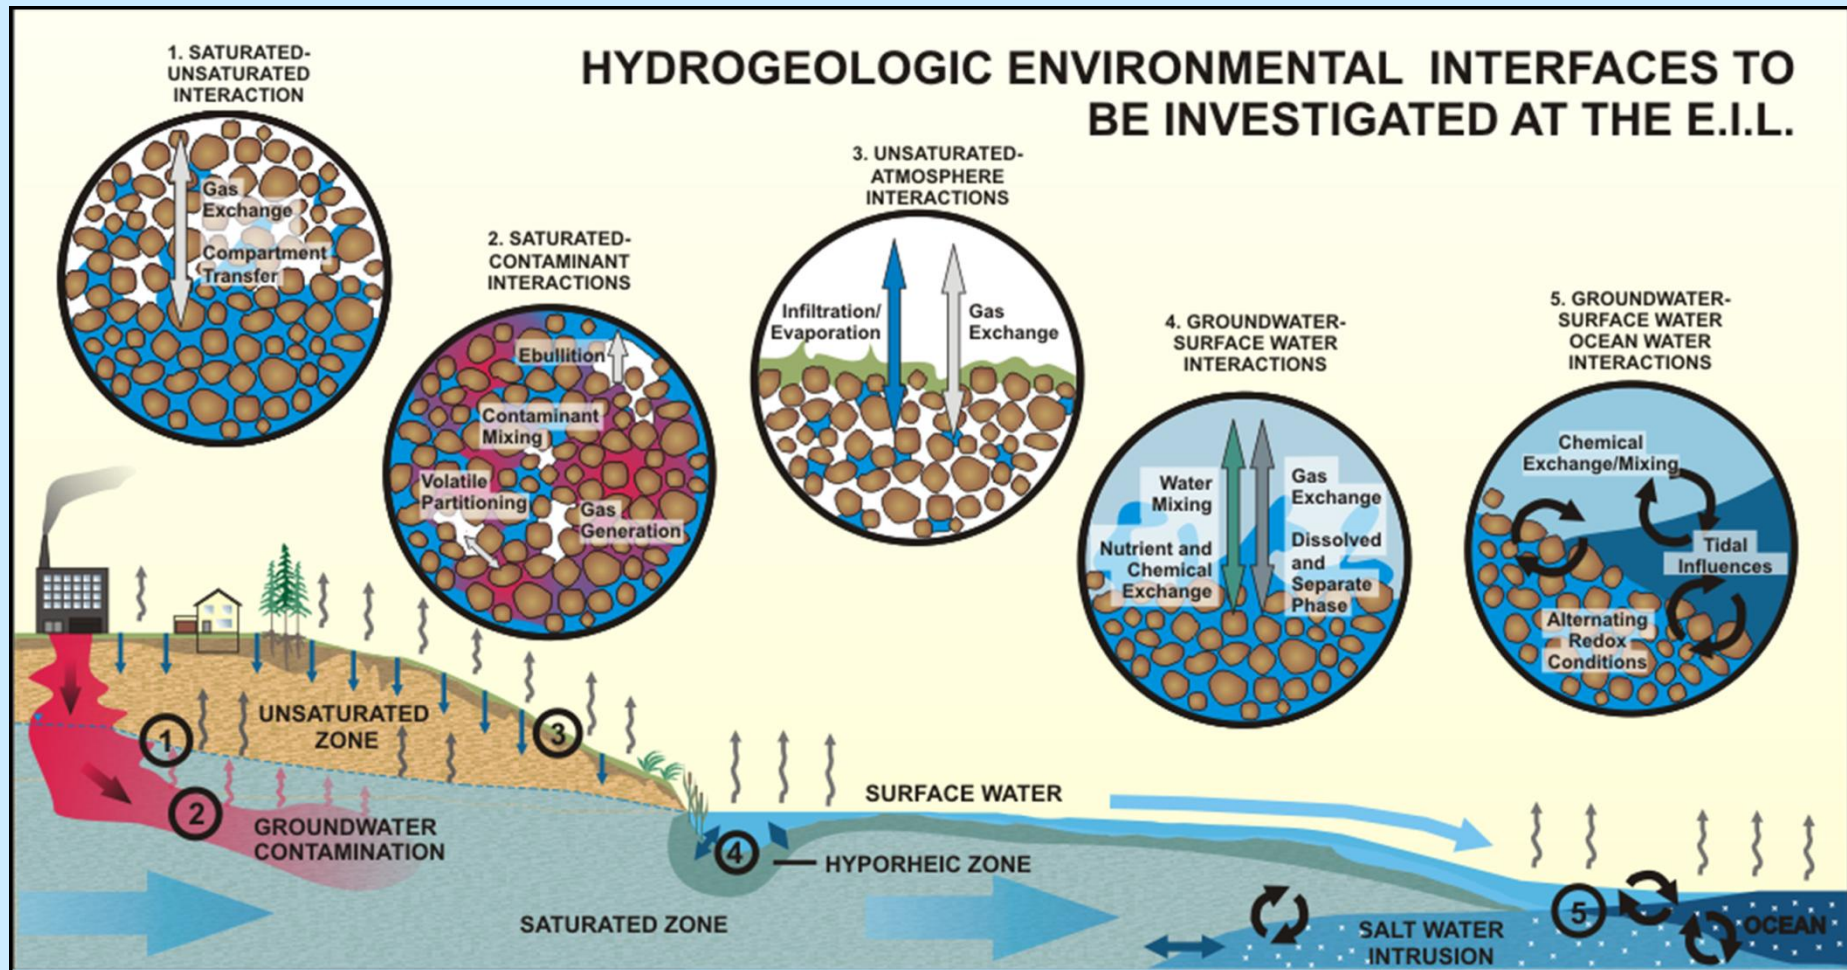 HYDROGEOLOGIC ENVIRONMENTAL INTERFACES TO
BE INVESTIGATED AT THE E.I.L.
1. SATURATED-
UNSATURATED
INTERACTION
Gas
Exchange
Compartment
Transfer
2. SATURATED-
CONTAMINANT
INTERACTIONS
Ebullition
Contaminant
Mixing
Volatile
Partitioning
Gas
Generation
3. UNSATURATED-
ATMOSPHERE
INTERACTIONS
Infiltration/
Evaporation
Gas
Exchange
4. GROUNDWATER-
SURFACE WATER
INTERACTIONS
Water
Mixing
Nutrient and
Chemical
Exchange
Gas
Exchange
Dissolved
and
Separate
Phase
5. GROUNDWATER-
SURFACE WATER
OCEAN WATER
INTERACTIONS
Chemical
Exchange/Mixing
Tidal
Influences
Alternating
Redox
Conditions
UNSATURATED
ZONE
1
2
3
GROUNDWATER
CONTAMINATION
SURFACE WATER
4
HYPORHEIC ZONE
SATURATED ZONE
5
SALT WATER
INTRUSION
OCEAN